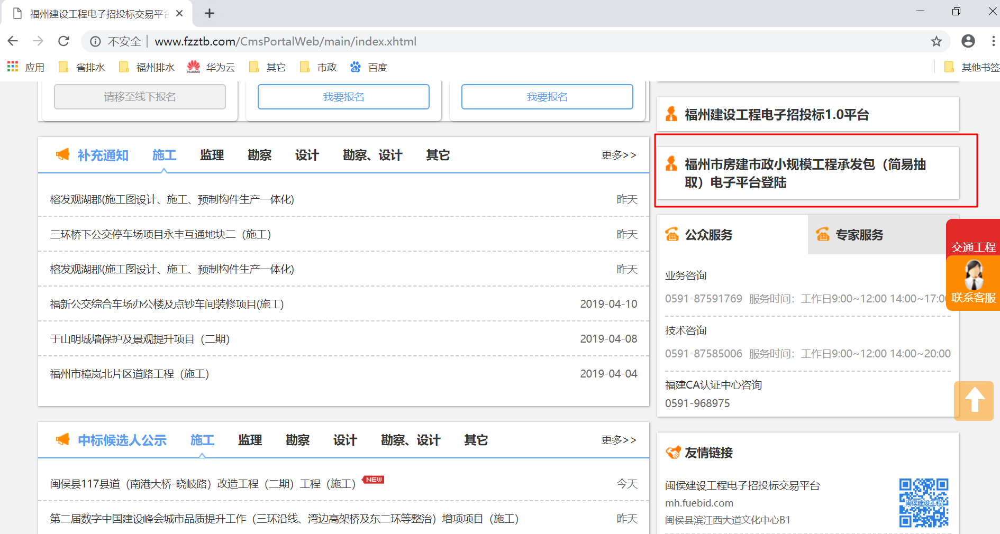 福州建设工程电子招投标交易平台
不安全
www.fzztb.com/CmsPortalWeb/main/index.xhtml
应用
省排水
福州排水
HUAWEI
华为云
其它
市政
du
百度
其他书签
请移至线下报名
我要报名
我要报名
补充通知 施工 监理 勘察 设计 勘察、设计 其它 更多>>
榕发观湖郡(施工图设计、施工、预制构件生产一体化) 昨天
三环桥下公交停车场项目永丰互通地块二（施工） 昨天
榕发观湖郡(施工图设计、施工、预制构件生产一体化) 昨天
福新公交综合车场办公楼及点钞车间装修项目(施工) 2019-04-10
于山明城墙保护及景观提升项目（二期） 2019-04-08
福州市樟岚北片区道路工程（施工） 2019-04-04
中标候选人公示 施工 监理 勘察 设计 勘察、设计 其它 更多>>
闽侯县117县道（南港大桥-晓岐路）改造工程（二期）工程（施工） NEW 今天
第二届数字中国建设峰会城市品质提升工作（三环沿线、湾边高架桥及东二环等整治）增项项目（施工） 昨天
福州建设工程电子招投标1.0平台
福州市房建市政小规模工程承发包（简易抽
取）电子平台登陆
公众服务 专家服务
业务咨询
0591-87591769 服务时间：工作日9:00~12:00 14:00~17:0
技术咨询
0591-87585006 服务时间：工作日9:00~12:00 14:00~20:00
福建CA认证中心咨询
0591-968975
友情链接
闽侯建设工程电子招投标交易平台
mh.fuebid.com
闽侯县滨江西大道文化中心B1
闽侯建设工程
交通工程
联系客服